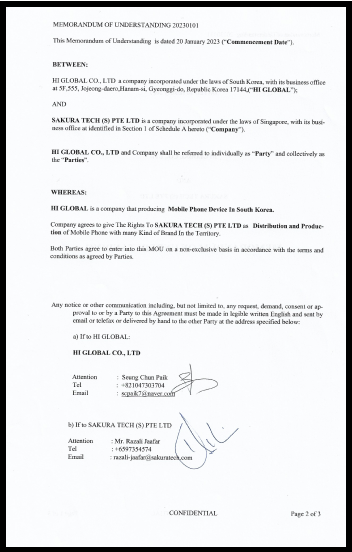 MEMORANDUM OF UNDERSTANDING 20230101
This Memorandum of Understanding is dated 20 January 2023 ("Commencement Date").
BETWEEN:
HI GLOBAL CO., LTD a company incorporated under the laws of South Korea, with its business office
at 5F,555, Jojeong-daero,Hanam-si, Gyeonggi-do, Republic Korea 17144,("HI GLOBAL");
AND
SAKURA TECH (S) PTE LTD is a company incorporated under the laws of Singapore, with its busi-
ness office at identified in Section 1 of Schedule A hereto ("Company").
HI GLOBAL CO., LTD and Company shall be referred to individually as "Party" and collectively as
the "Parties".
WHEREAS:
HI GLOBAL is a company that producing Mobile Phone Device In South Korea.
Company agrees to give The Rights To SAKURA TECH (S) PTE LTD as Distribution and Produc-
tion of Mobile Phone with many Kind of Brand In the Territory.
Both Parties agree to enter into this MOU on a non-exclusive basis in accordance with the terms and
conditions as agreed by Parties.
Any notice or other communication including, but not limited to, any request, demand, consent or ap-
proval to or by a Party to this Agreement must be made in legible written English and sent by
email or telefax or delivered by hand to the other Party at the address specified below:
a) If to HI GLOBAL:
HI GLOBAL CO., LTD
Attention : Seung Chun Paik
Tel : +821047303704
Email : scpaik7@naver.com
b) If to SAKURA TECH (S) PTE LTD
Attention : Mr. Razali Jaafar
Tel : +6597354574
Email : razali-jaafar@sakuratech.com
CONFIDENTIAL Page 2 of 3